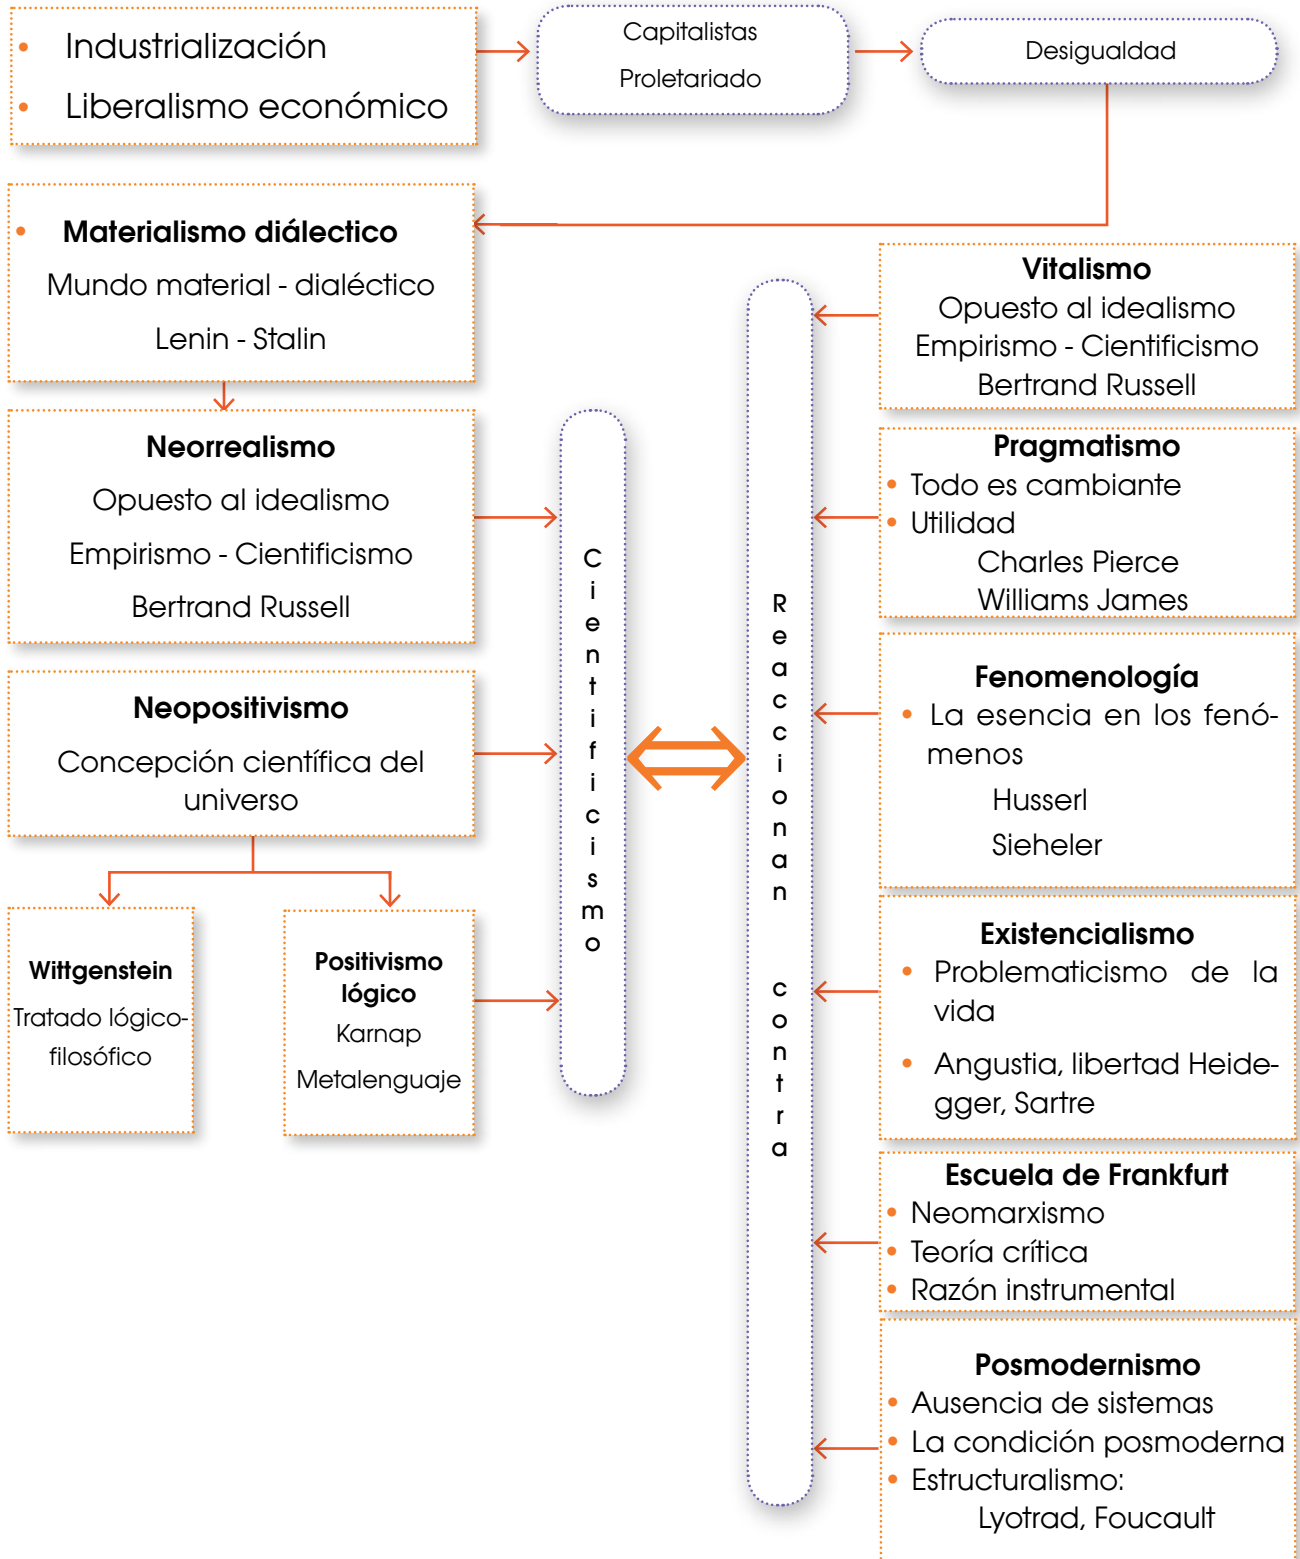 • Industrialización
• Liberalismo económico
Capitalistas
Proletariado
Desigualdad
• Materialismo diálectico
Mundo material - dialéctico
Lenin - Stalin
Neorrealismo
Opuesto al idealismo
Empirismo - Cientificismo
Bertrand Russell
Neopositivismo
Concepción científica del
universo
Wittgenstein
Tratado lógico-
filosófico
Positivismo
lógico
Karnap
Metalenguaje
Cientificismo
Reaccionan contra
Vitalismo
Opuesto al idealismo
Empirismo - Cientificismo
Bertrand Russell
Pragmatismo
• Todo es cambiante
• Utilidad
Charles Pierce
Williams James
Fenomenología
• La esencia en los fenó-
menos
Husserl
Sieheler
Existencialismo
• Problematicismo de la
vida
• Angustia, libertad Heide-
gger, Sartre
Escuela de Frankfurt
• Neomarxismo
• Teoría crítica
• Razón instrumental
Posmodernismo
• Ausencia de sistemas
• La condición posmoderna
• Estructuralismo:
Lyotrad, Foucault